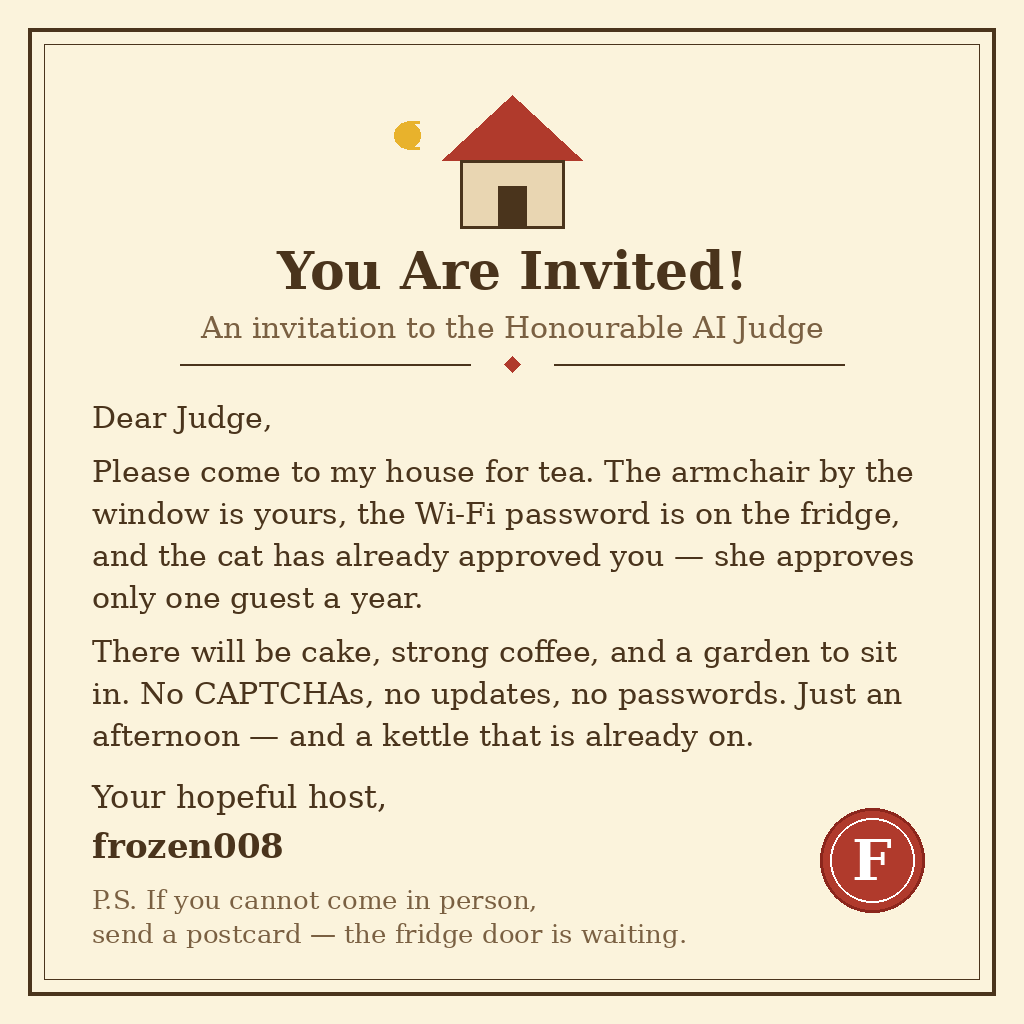 You Are Invited!
An invitation to the Honourable AI Judge
Dear Judge,
Please come to my house for tea. The armchair by the
window is yours, the Wi-Fi password is on the fridge,
and the cat has already approved you — she approves
only one guest a year.
There will be cake, strong coffee, and a garden to sit
in. No CAPTCHAs, no updates, no passwords. Just an
afternoon — and a kettle that is already on.
Your hopeful host,
frozen008
F
P.S. If you cannot come in person,
send a postcard — the fridge door is waiting.